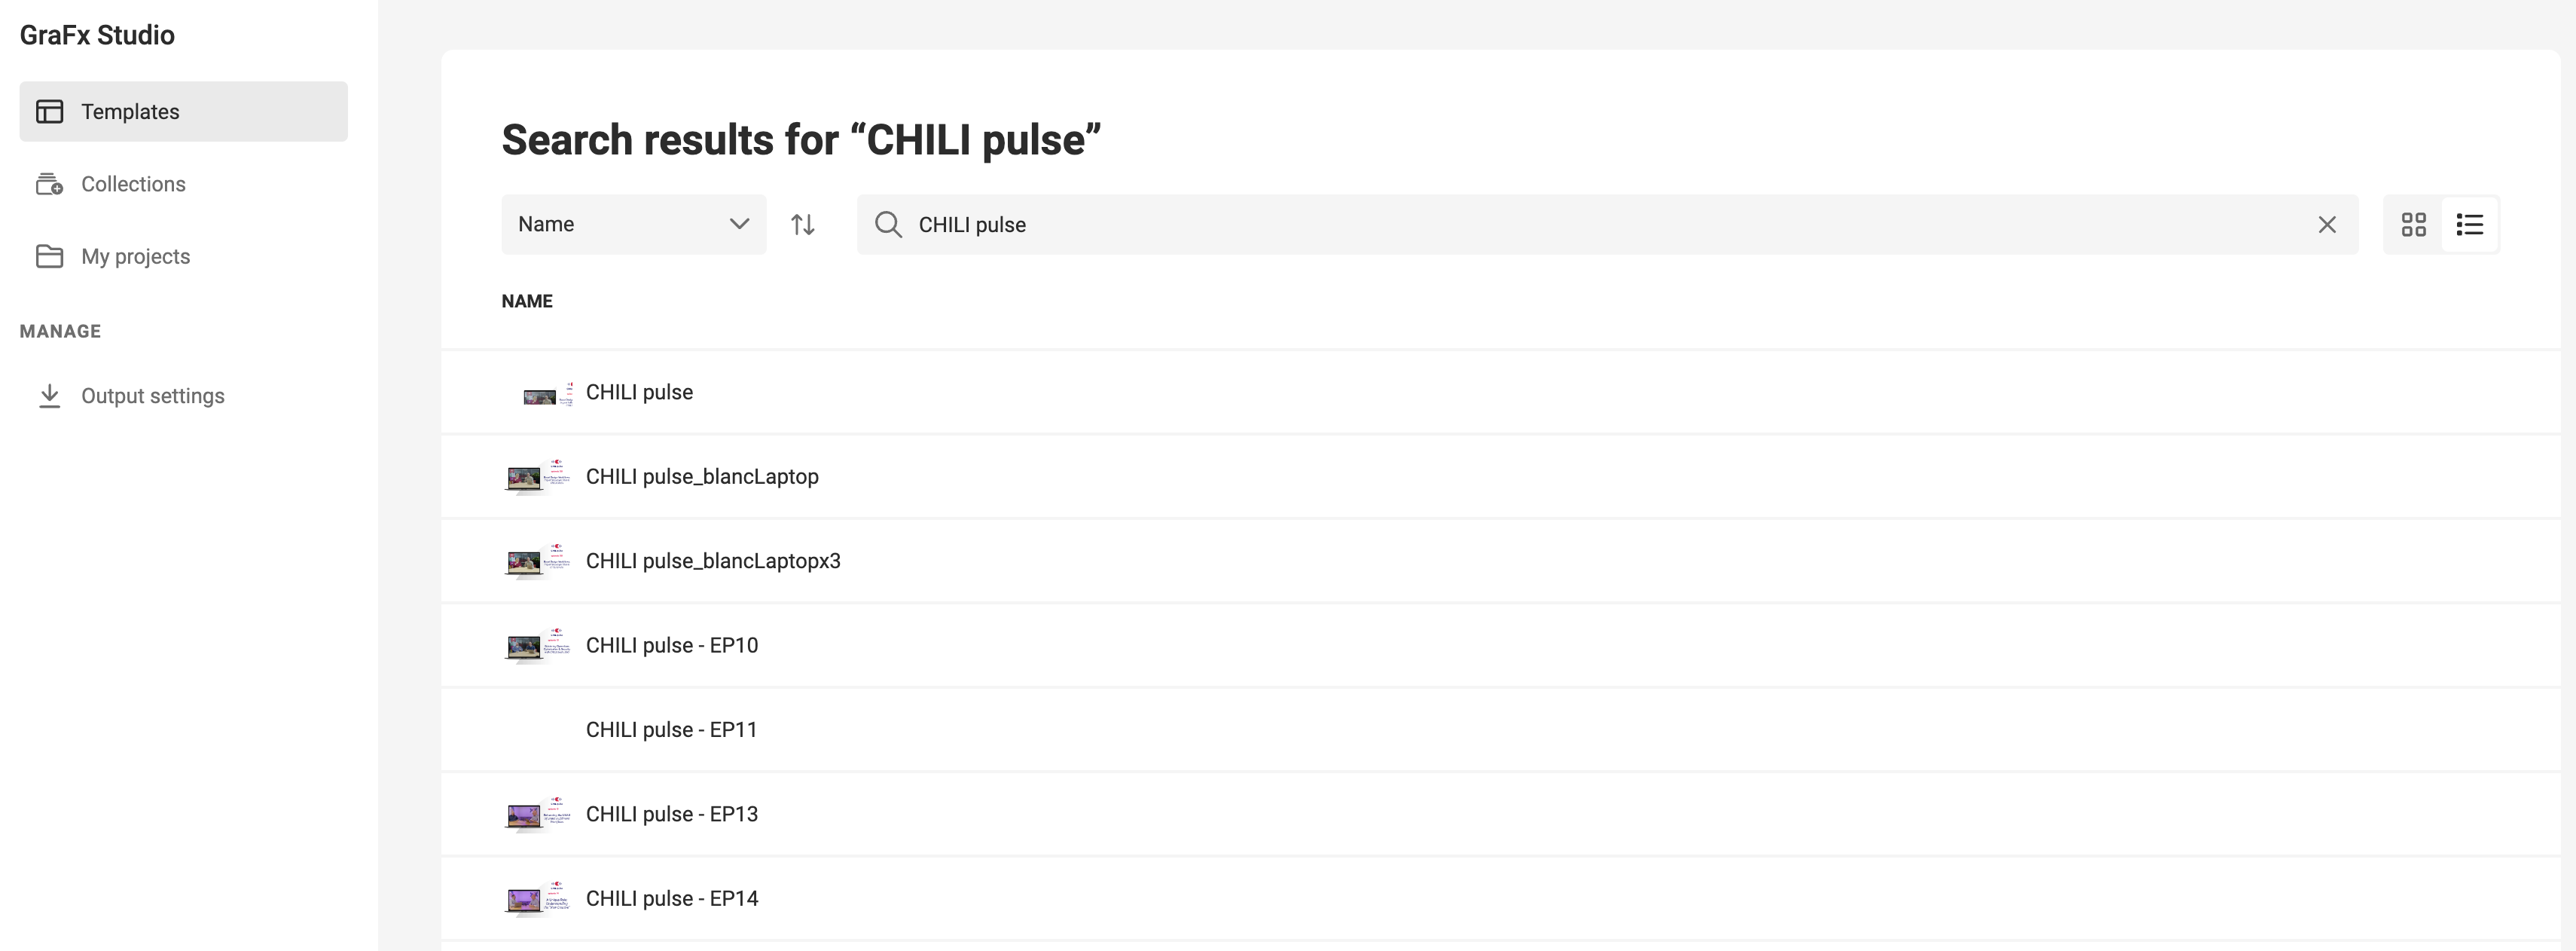 GraFx Studio
Templates
Collections
My projects
MANAGE
Output settings
Search results for “CHILI pulse”
Name
CHILI pulse
NAME
CHILI pulse
CHILI pulse_blancLaptop
CHILI pulse_blancLaptopx3
CHILI pulse - EP10
CHILI pulse - EP11
CHILI pulse - EP13
CHILI pulse - EP14